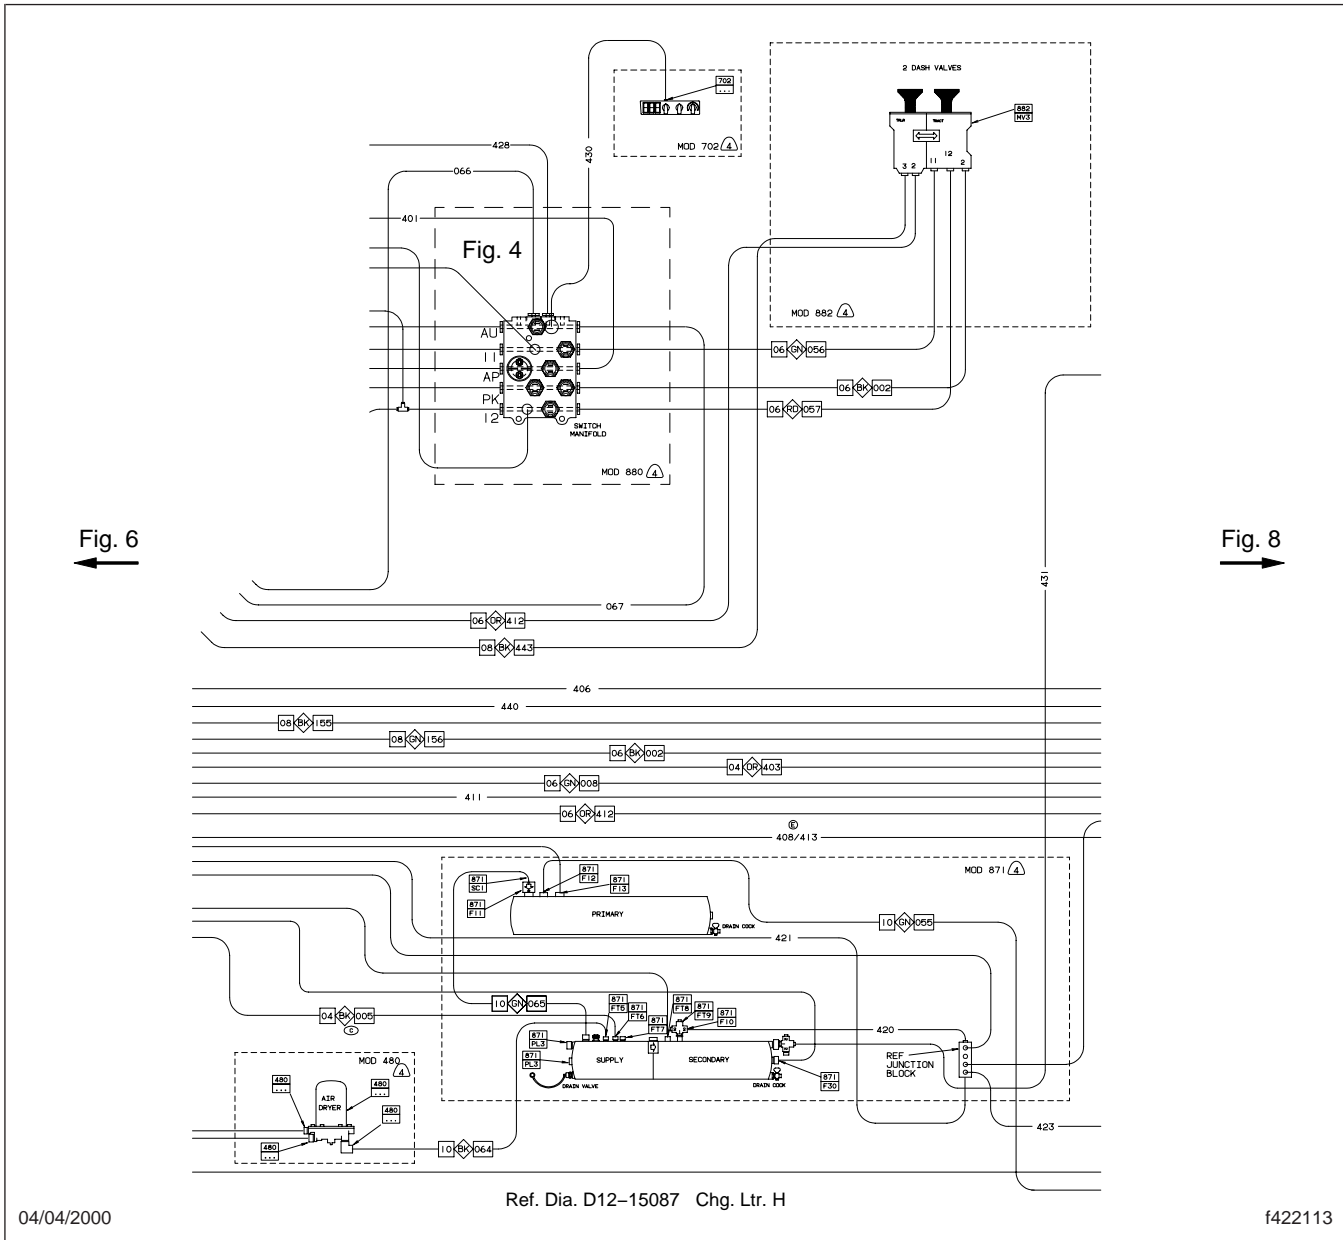 2 DASH VALVES
702
...
882
MV3
TRLR
TRACT
428
430
MOD 702 4
066
3 2 11 12 2
401
Fig. 4
MOD 882 4
AU
11
AP
PK
12
06 GN 056
06 BK 002
06 RD 057
SWITCH
MANIFOLD
MOD 880 4
Fig. 6
Fig. 8
431
067
06 OR 412
08 BK 443
406
440
08 BK 155
08 GN 156
06 BK 002
04 OR 403
06 GN 008
411
06 OR 412
E
408/413
MOD 871 4
871
SC1
871
F12
871
F13
871
F11
PRIMARY
DRAIN COCK
10 GN 055
421
10 GN 065
871
FT5
871
FT6
871
FT7
871
FT8
871
FT9
871
F10
04 BK 005
C
420
871
PL3
871
PL3
SUPPLY
SECONDARY
REF
JUNCTION
BLOCK
DRAIN VALVE
DRAIN COCK
871
F30
MOD 480 4
480
...
480
...
AIR
DRYER
480
...
480
...
10 BK 064
423
Ref. Dia. D12–15087 Chg. Ltr. H
04/04/2000
f422113